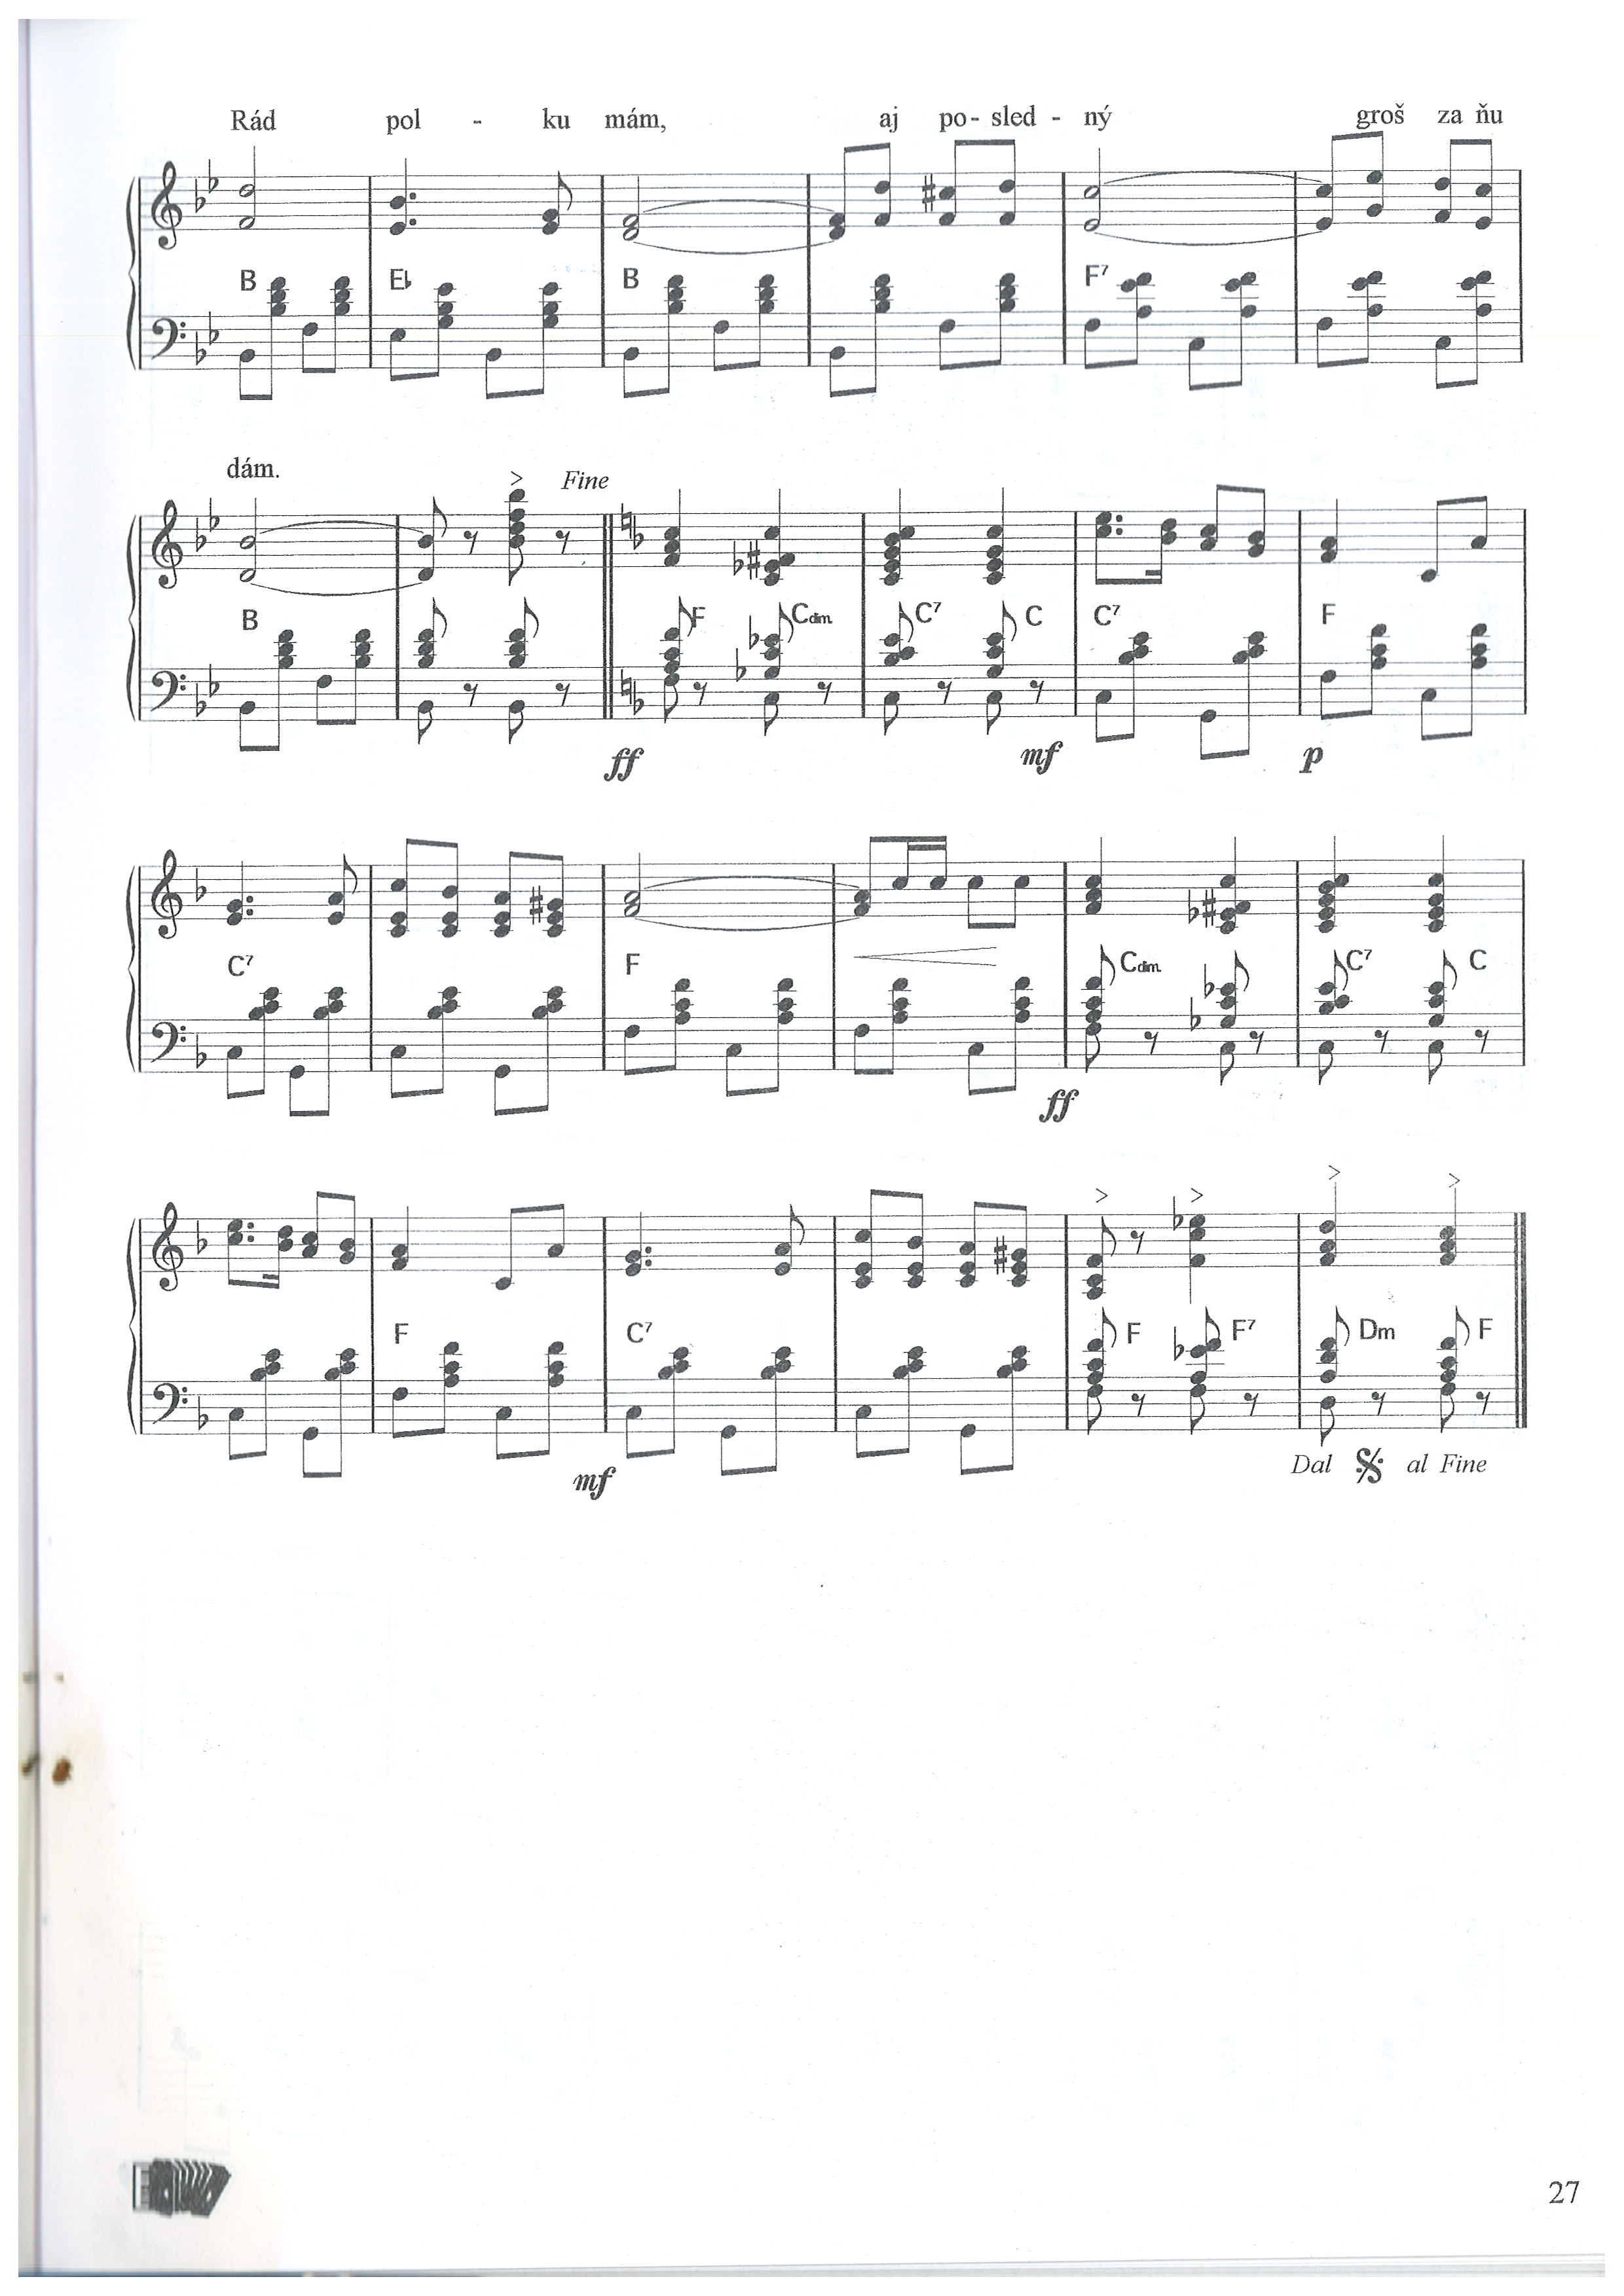 Rád pol - ku mám, aj po- sled - ný groš za ňu
B E♭ B F7
dám.
> Fine
B F Cdim. C7 C C7 F
ff mf p
C7 F Cdim. C7 C
ff
> > > >
F C7 F F7 Dm F
mf
Dal 𝄋 al Fine
27